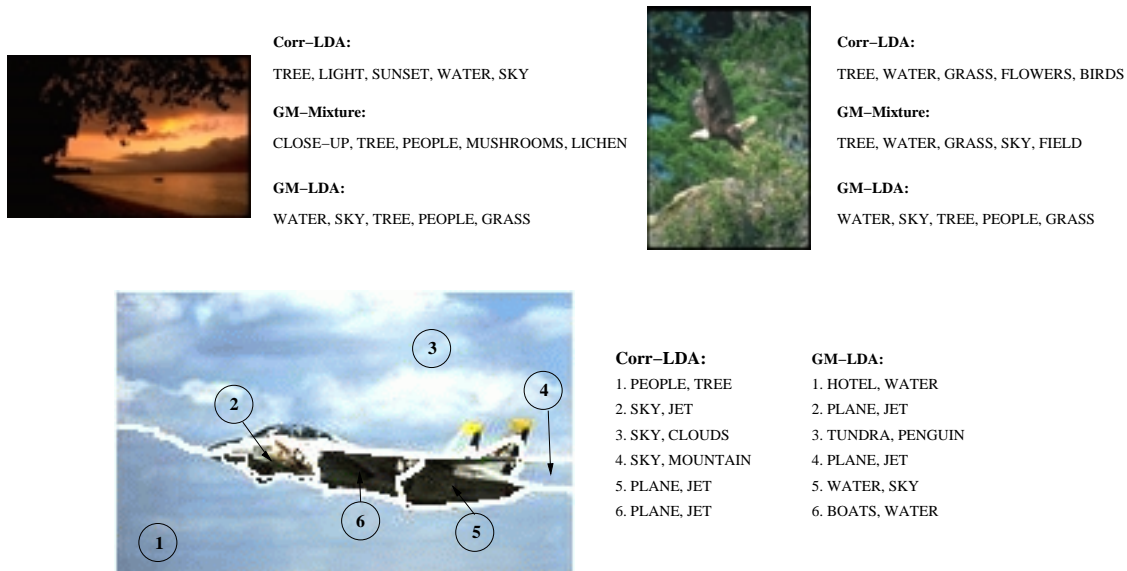 Corr–LDA:
TREE, LIGHT, SUNSET, WATER, SKY
GM–Mixture:
CLOSE–UP, TREE, PEOPLE, MUSHROOMS, LICHEN
GM–LDA:
WATER, SKY, TREE, PEOPLE, GRASS
Corr–LDA:
TREE, WATER, GRASS, FLOWERS, BIRDS
GM–Mixture:
TREE, WATER, GRASS, SKY, FIELD
GM–LDA:
WATER, SKY, TREE, PEOPLE, GRASS
3
4
2
6
5
1
Corr–LDA:
1. PEOPLE, TREE
2. SKY, JET
3. SKY, CLOUDS
4. SKY, MOUNTAIN
5. PLANE, JET
6. PLANE, JET
GM–LDA:
1. HOTEL, WATER
2. PLANE, JET
3. TUNDRA, PENGUIN
4. PLANE, JET
5. WATER, SKY
6. BOATS, WATER